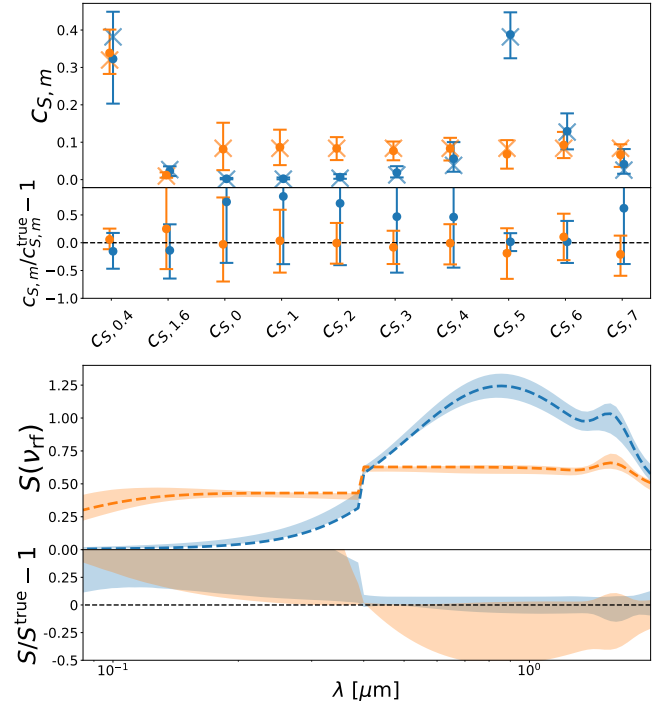 0.4
0.3
0.2
0.1
0.0
c_{S,m}
0.5
0.0
−0.5
−1.0
c_{S,m}/c^{true}_{S,m} − 1
c_{S,0.4}
c_{S,1.6}
c_{S,0}
c_{S,1}
c_{S,2}
c_{S,3}
c_{S,4}
c_{S,5}
c_{S,6}
c_{S,7}
1.25
1.00
0.75
0.50
0.25
0.00
S(ν_{rf})
0.25
0
-0.25
-0.5
S/S^{true} − 1
10^{−1}
10^{0}
λ [μm]